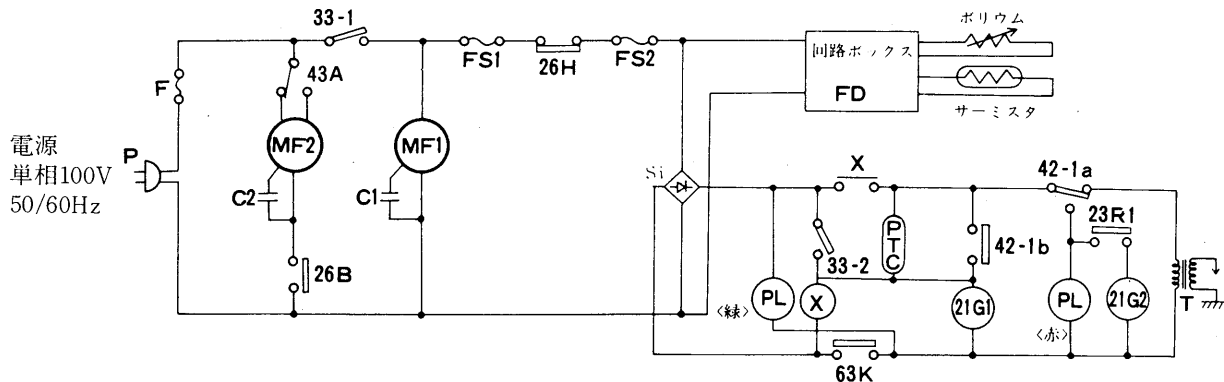 33-1
43A
F
MF2
MF1
C2
C1
26B
FS1
26H
FS2
電源
単相100V
50/60Hz
P
回路ボックス
FD
ボリウム
サーミスタ
Si
X
42-1a
23R1
33-2
PTC
42-1b
PL
〈緑〉
X
21G1
PL
〈赤〉
21G2
T
63K